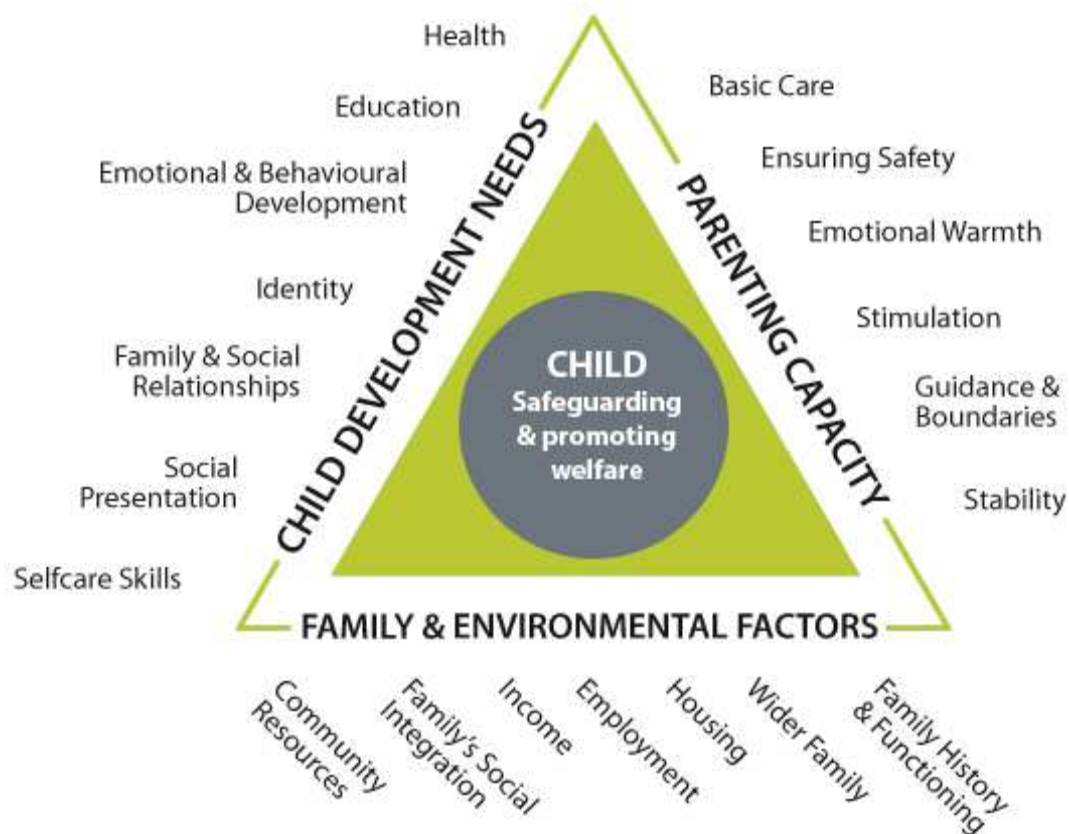 Health
Education
Emotional & Behavioural
Development
Identity
Family & Social
Relationships
Social
Presentation
Selfcare Skills
CHILD DEVELOPMENT NEEDS
Basic Care
Ensuring Safety
Emotional Warmth
Stimulation
Guidance &
Boundaries
Stability
PARENTING CAPACITY
CHILD
Safeguarding
& promoting
welfare
FAMILY & ENVIRONMENTAL FACTORS
Community
Resources
Family's Social
Integration
Income
Employment
Housing
Wider Family
Family History
& Functioning